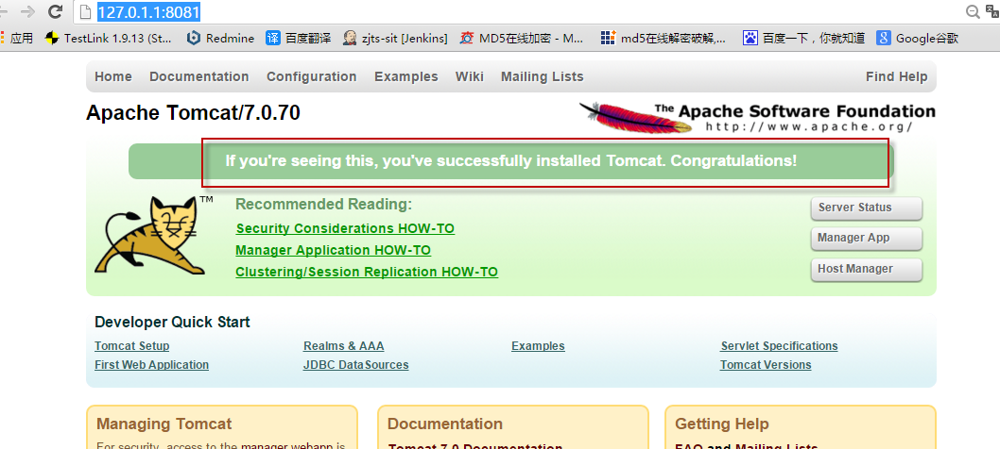 127.0.1.1:8081
应用 TestLink 1.9.13 (St... Redmine 译 百度翻译 zjts-sit [Jenkins] MD5在线加密 - M... md5在线解密破解,... 百度一下，你就知道 8 Google谷歌
Home Documentation Configuration Examples Wiki Mailing Lists Find Help
Apache Tomcat/7.0.70
The Apache Software Foundation
http://www.apache.org/
If you're seeing this, you've successfully installed Tomcat. Congratulations!
TM
Recommended Reading:
Security Considerations HOW-TO
Manager Application HOW-TO
Clustering/Session Replication HOW-TO
Server Status
Manager App
Host Manager
Developer Quick Start
Tomcat Setup Realms & AAA Examples Servlet Specifications
First Web Application JDBC DataSources Tomcat Versions
Managing Tomcat Documentation Getting Help
For security, access to the manager webapp is Tomcat 7.0 Documentation FAQ and Mailing Lists